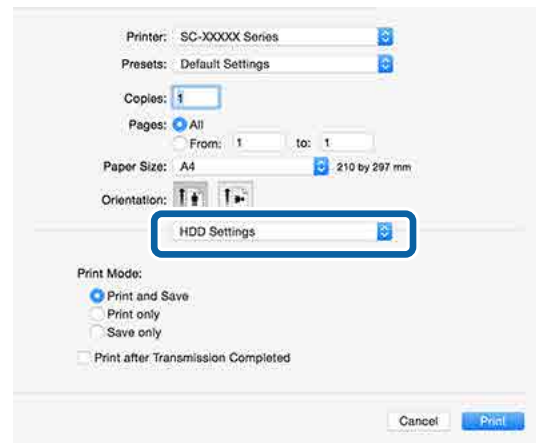 Printer: SC-XXXXX Series
Presets: Default Settings
Copies: 1
Pages: All
From: 1 to: 1
Paper Size: A4 210 by 297 mm
Orientation:
HDD Settings
Print Mode:
Print and Save
Print only
Save only
Print after Transmission Completed
Cancel Print